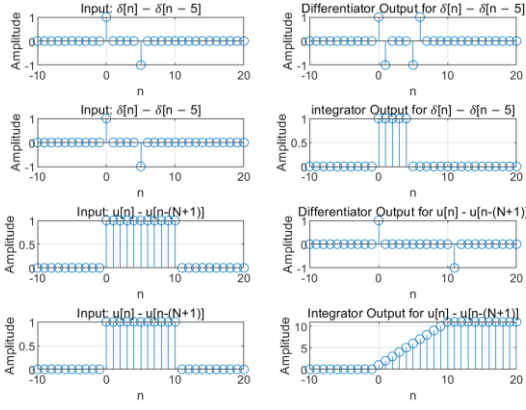 Input: δ[n] − δ[n − 5]
Amplitude
1
0
-1
-10 0 10 20
n
Differentiator Output for δ[n] − δ[n − 5]
Amplitude
1
0
-1
-10 0 10 20
n
Input: δ[n] − δ[n − 5]
Amplitude
1
0
-1
-10 0 10 20
n
integrator Output for δ[n] − δ[n − 5]
Amplitude
1
0.5
0
-10 0 10 20
n
Input: u[n] - u[n-(N+1)]
Amplitude
1
0.5
0
-10 0 10 20
n
Differentiator Output for u[n] - u[n-(N+1)]
Amplitude
1
0
-1
-10 0 10 20
n
Input: u[n] - u[n-(N+1)]
Amplitude
1
0.5
0
-10 0 10 20
n
Integrator Output for u[n] - u[n-(N+1)]
Amplitude
10
5
0
-10 0 10 20
n